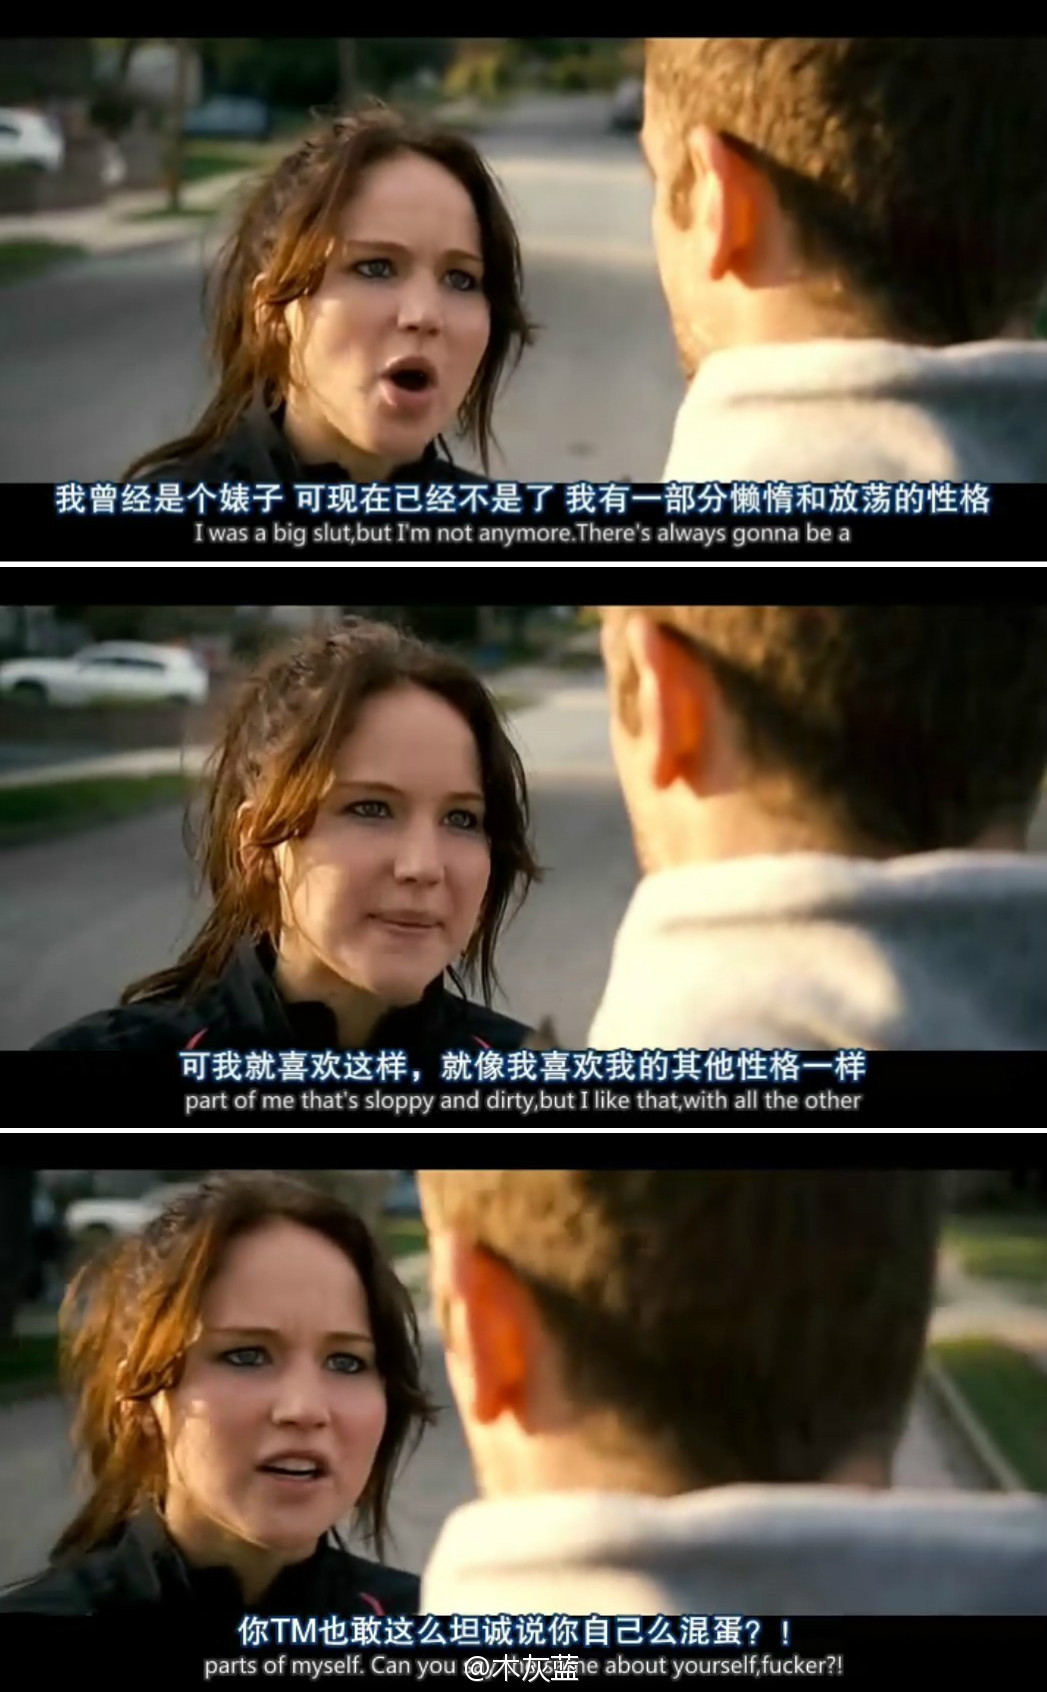 我曾经是个婊子 可现在已经不是了 我有一部分懒惰和放荡的性格
I was a big slut,but I'm not anymore.There's always gonna be a
可我就喜欢这样，就像我喜欢我的其他性格一样
part of me that's sloppy and dirty,but I like that,with all the other
你TM也敢这么坦诚说你自己么混蛋？！
parts of myself. Can you about yourself,fucker?!
@木灰蓝